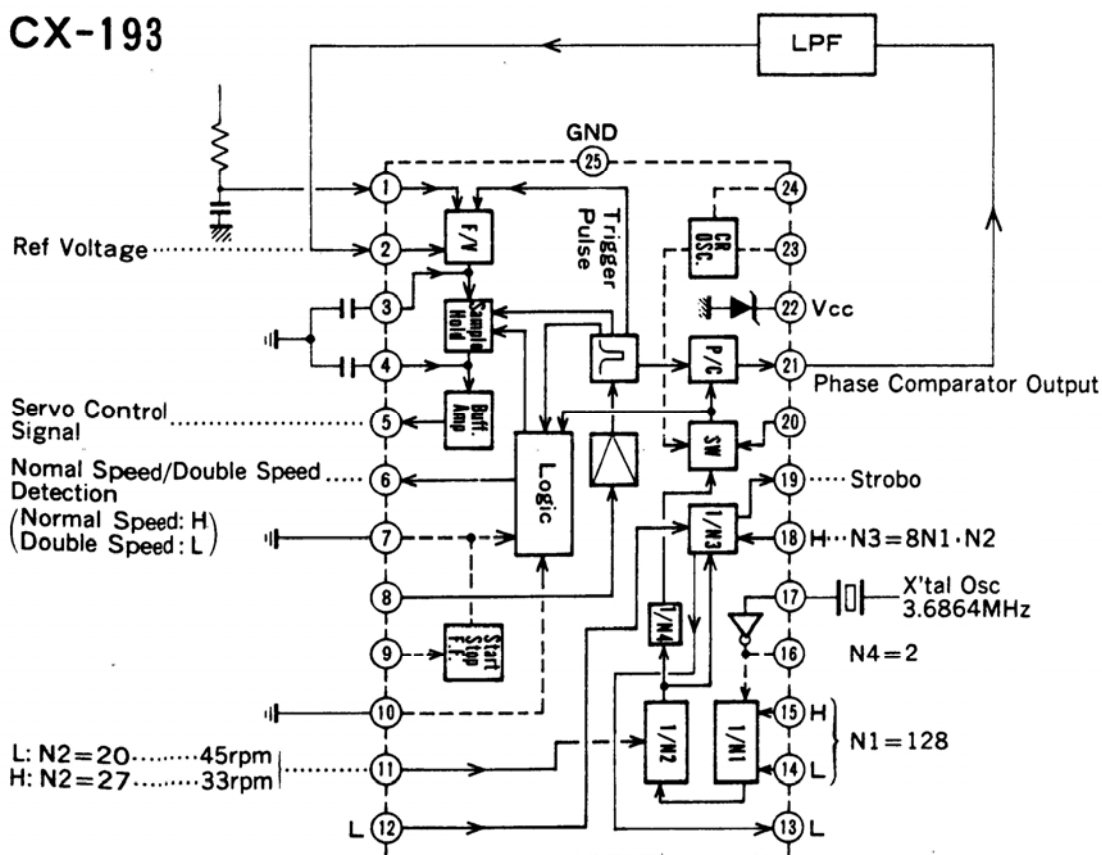 CX-193
LPF
GND
25
1
24
F/V
Trigger
Pulse
CR
OSC.
Ref Voltage
2
23
3
Sample
Hold
22
Vcc
4
P/C
21
Phase Comparator Output
Servo Control
Signal
5
Buff.
Amp
SW
20
Nomal Speed/Double Speed
Detection
(Normal Speed: H
Double Speed: L)
6
Logic
19
Strobo
7
1/N3
18
H…N3=8N1·N2
8
17
X'tal Osc
3.6864MHz
1/N4
9
Start
Stop
F.F.
16
N4=2
10
15
H
1/N2
1/N1
N1=128
L: N2=20………45rpm
H: N2=27………33rpm
11
14
L
L
12
13
L